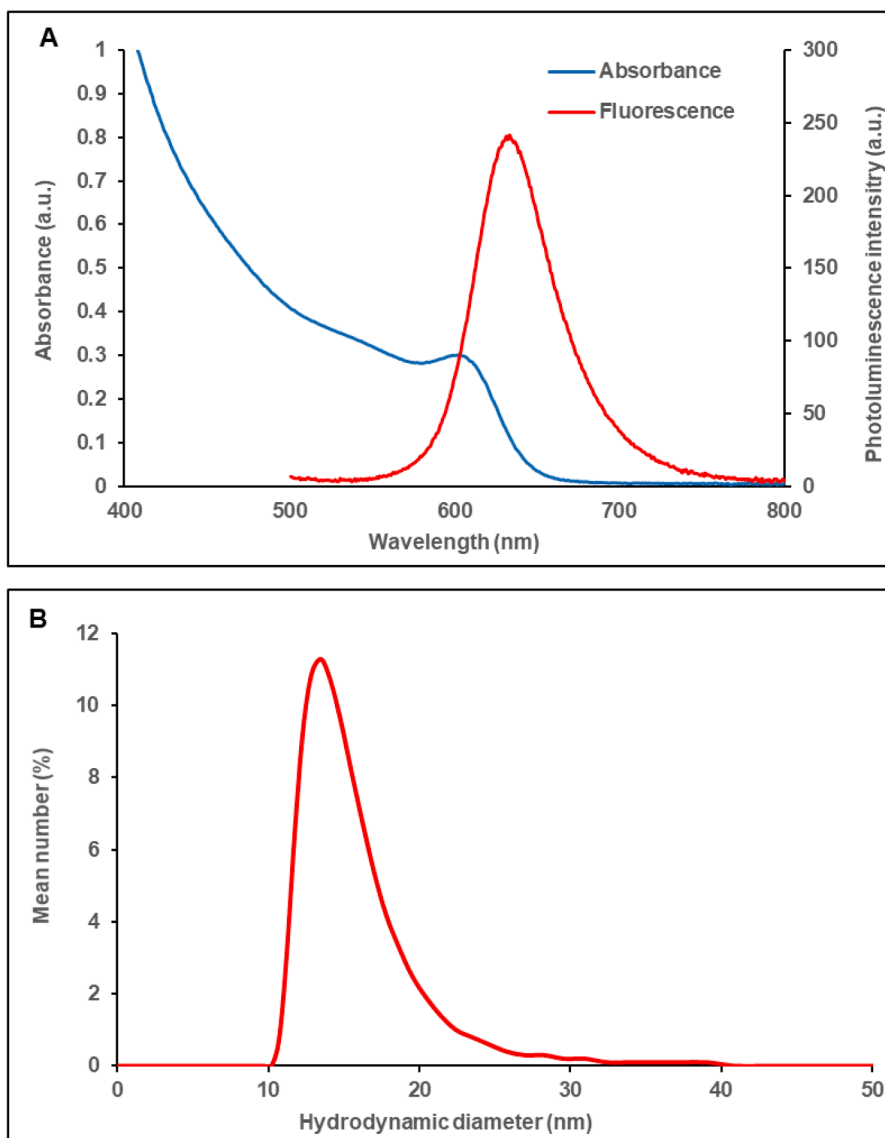 A
Absorbance
Fluorescence
Absorbance (a.u.)
Photoluminescence intensitry (a.u.)
1
0.9
0.8
0.7
0.6
0.5
0.4
0.3
0.2
0.1
0
300
250
200
150
100
50
0
400 500 600 700 800
Wavelength (nm)
B
Mean number (%)
12
10
8
6
4
2
0
0 10 20 30 40 50
Hydrodynamic diameter (nm)